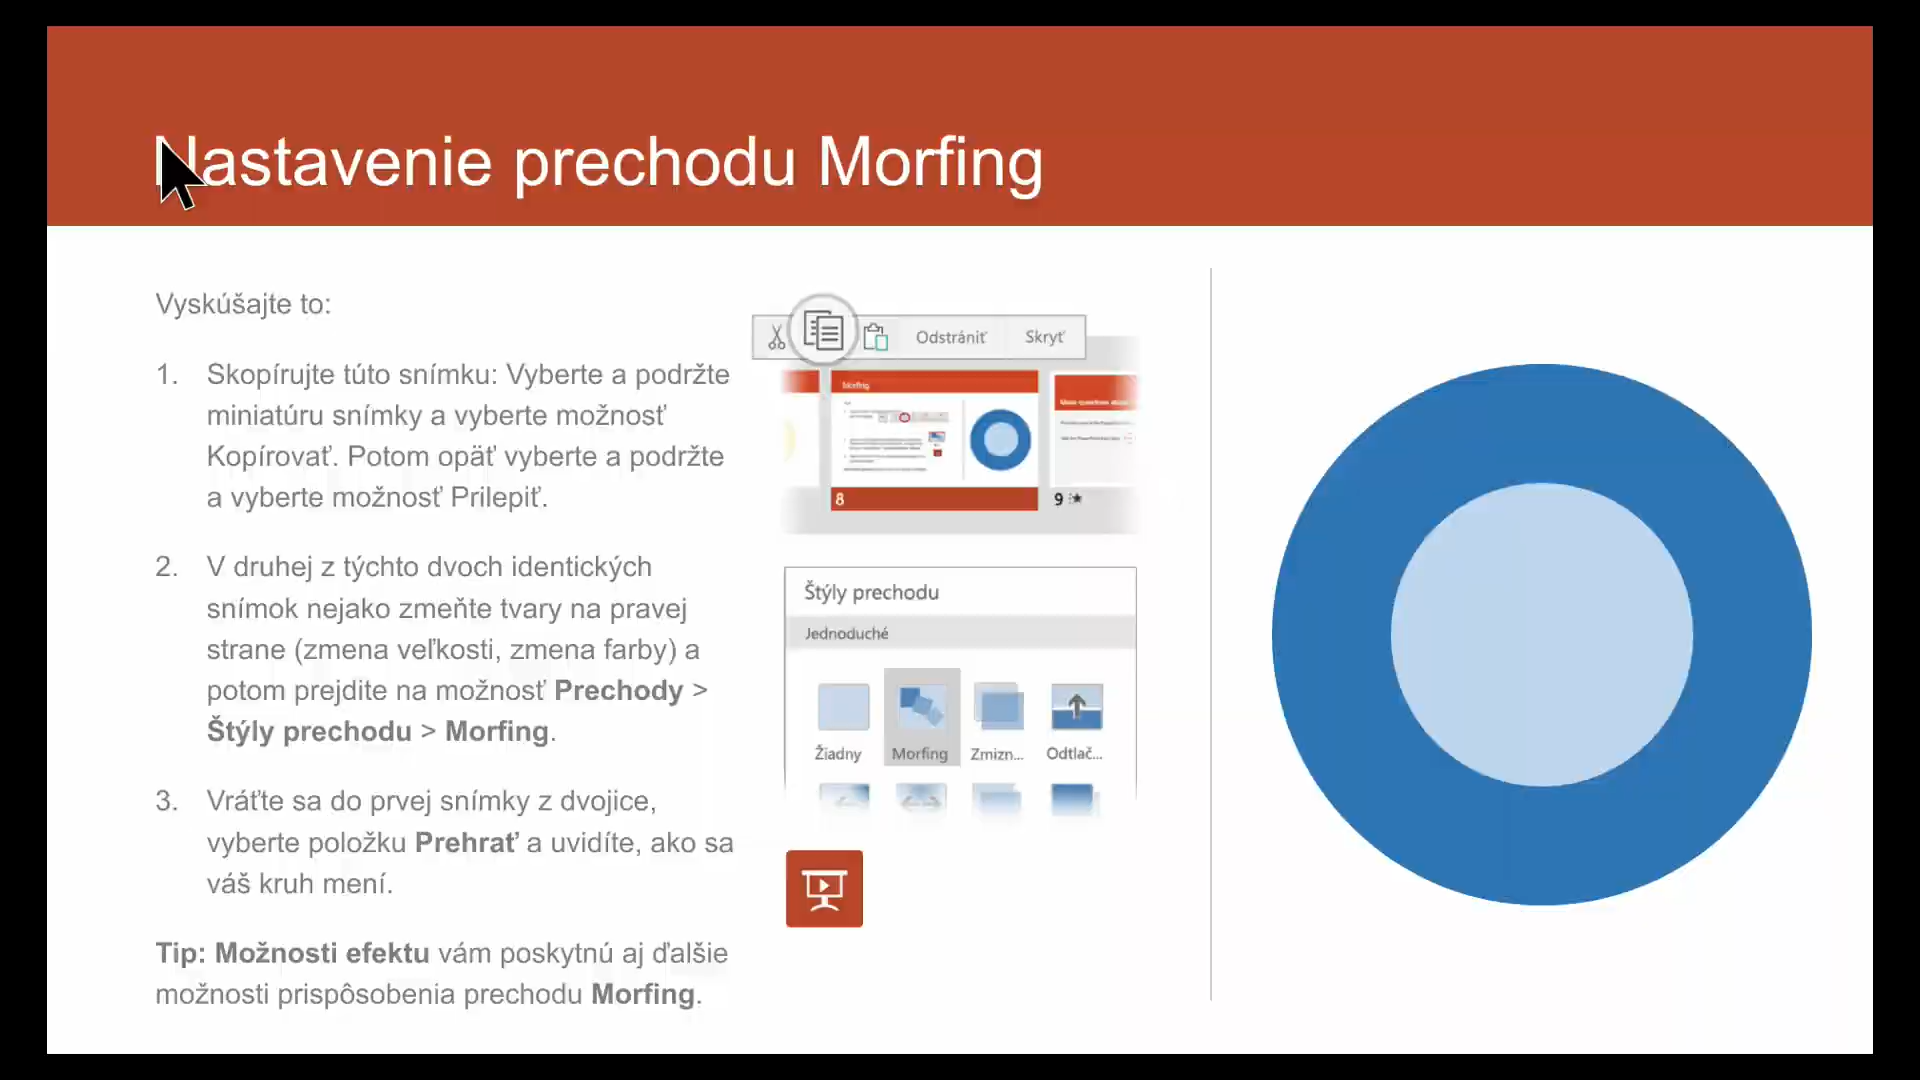 Nastavenie prechodu Morfing
Vyskúšajte to:
1. Skopírujte túto snímku: Vyberte a podržte
miniatúru snímky a vyberte možnosť
Kopírovať. Potom opäť vyberte a podržte
a vyberte možnosť Prilepiť.
2. V druhej z týchto dvoch identických
snímok nejako zmeňte tvary na pravej
strane (zmena veľkosti, zmena farby) a
potom prejdite na možnosť Prechody >
Štýly prechodu > Morfing.
3. Vráťte sa do prvej snímky z dvojice,
vyberte položku Prehrať a uvidíte, ako sa
váš kruh mení.
Tip: Možnosti efektu vám poskytnú aj ďalšie
možnosti prispôsobenia prechodu Morfing.
Odstrániť Skryť
Morfing
8
9
Štýly prechodu
Jednoduché
Žiadny Morfing Zmizn... Odtlač...